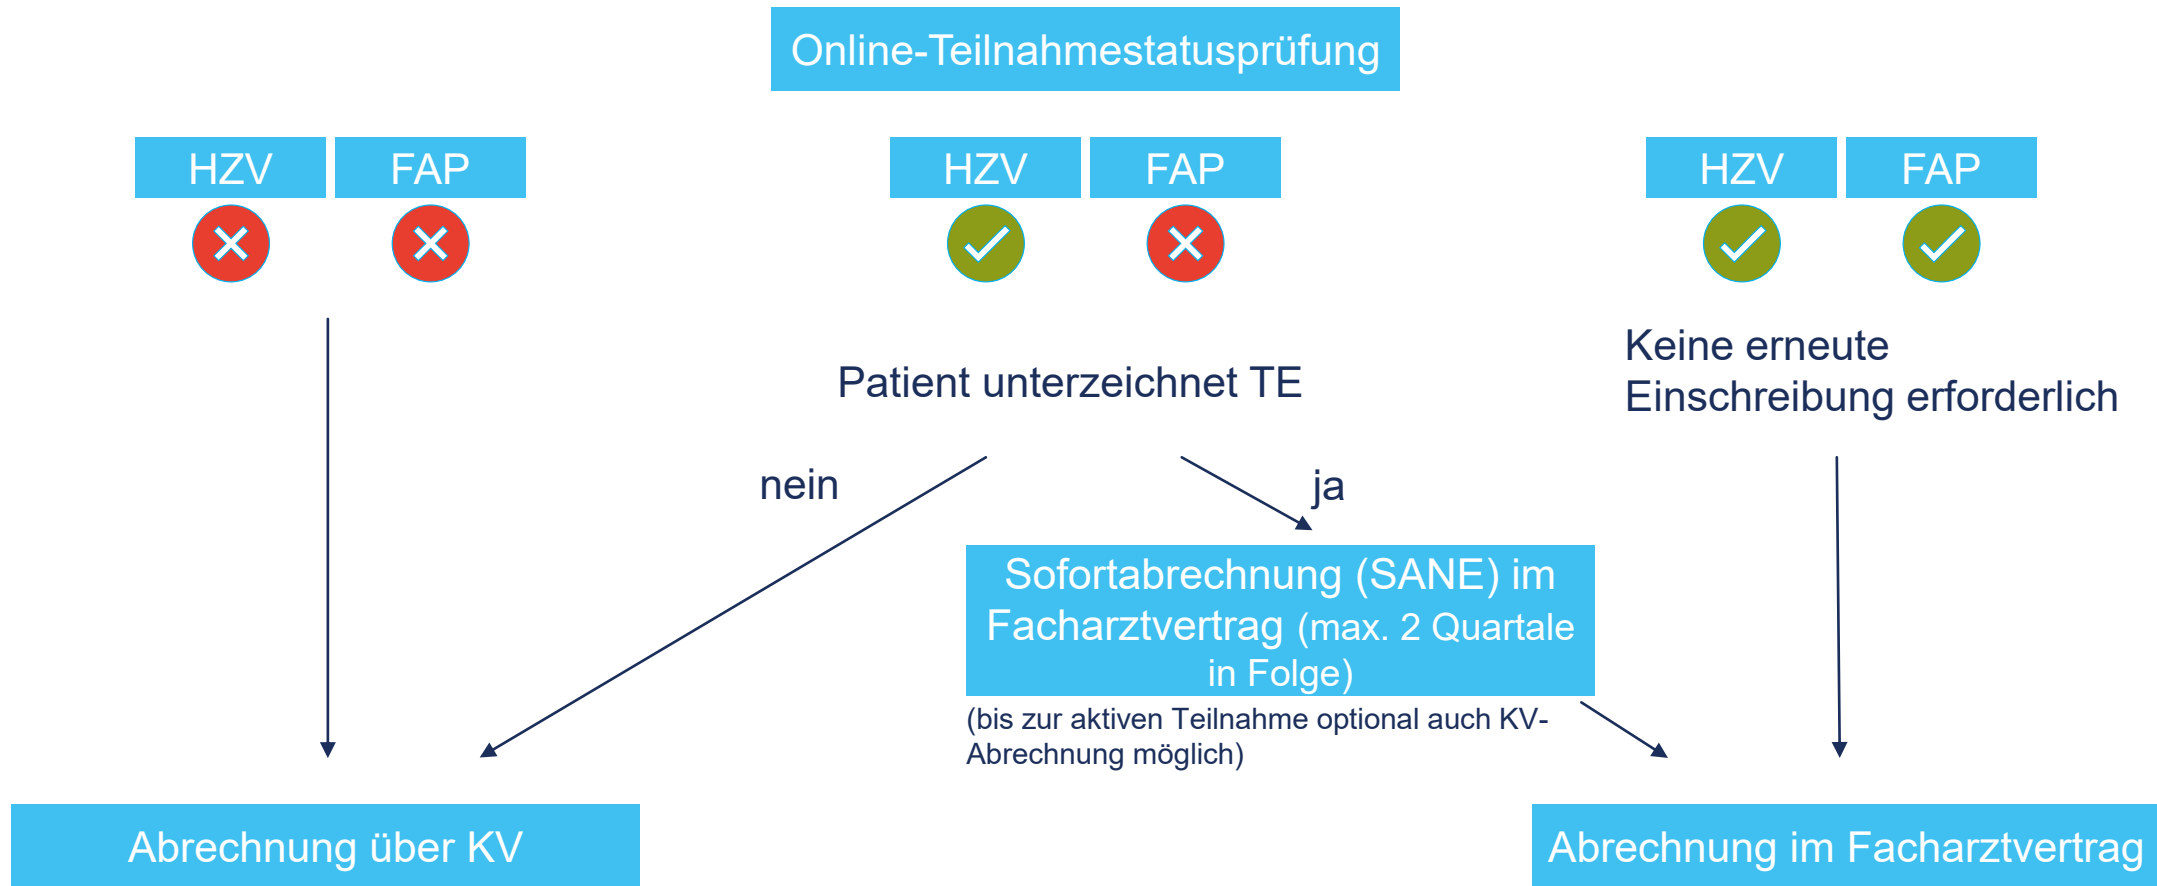 Online-Teilnahmestatusprüfung
HZV FAP
HZV FAP
HZV FAP
Patient unterzeichnet TE
Keine erneute
Einschreibung erforderlich
nein
ja
Sofortabrechnung (SANE) im
Facharztvertrag (max. 2 Quartale
in Folge)
(bis zur aktiven Teilnahme optional auch KV-
Abrechnung möglich)
Abrechnung über KV
Abrechnung im Facharztvertrag